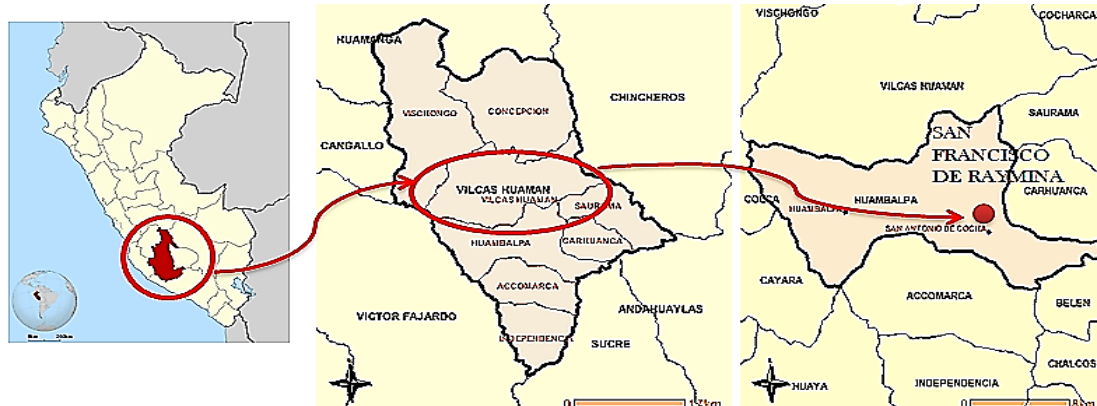 HUAMANGA
VISCHONGO
CONCEPCION
CHINCHEROS
CANGALLO
VILCAS HUAMAN
VILCAS HUAMAN
SAURAMA
HUAMBALPA
CARHUANCA
ACCOMARCA
VICTOR FAJARDO
ANDAHUAYLAS
INDEPENDENCIA
SUCRE
0 17km
VISCHONGO
COCHARCA
VILCAS HUAMAN
SAURAMA
SAN
FRANCISCO
DE RAYMINA
CARHUANCA
COLCA
HUAMBALPA
HUAMBALPA
SAN ANTONIO DE COCHA
CAYARA
ACCOMARCA
BELEN
CHALCOS
HUAYA
INDEPENDENCIA
0 8km